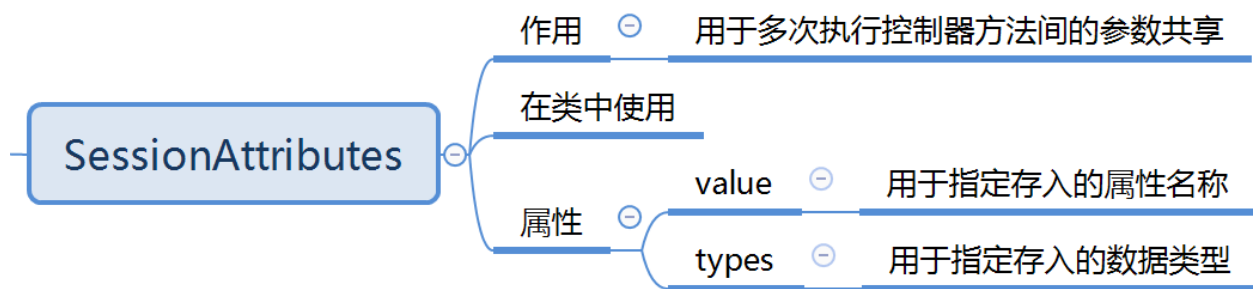 SessionAttributes
作用
用于多次执行控制器方法间的参数共享
在类中使用
属性
value
用于指定存入的属性名称
types
用于指定存入的数据类型